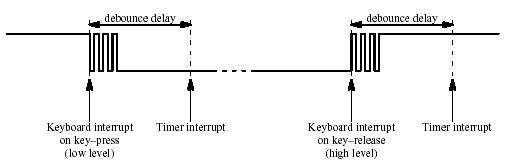 debounce delay
debounce delay
Keyboard interrupt
on key–press
(low level)
Timer interrupt
Keyboard interrupt
on key–release
(high level)
Timer interrupt